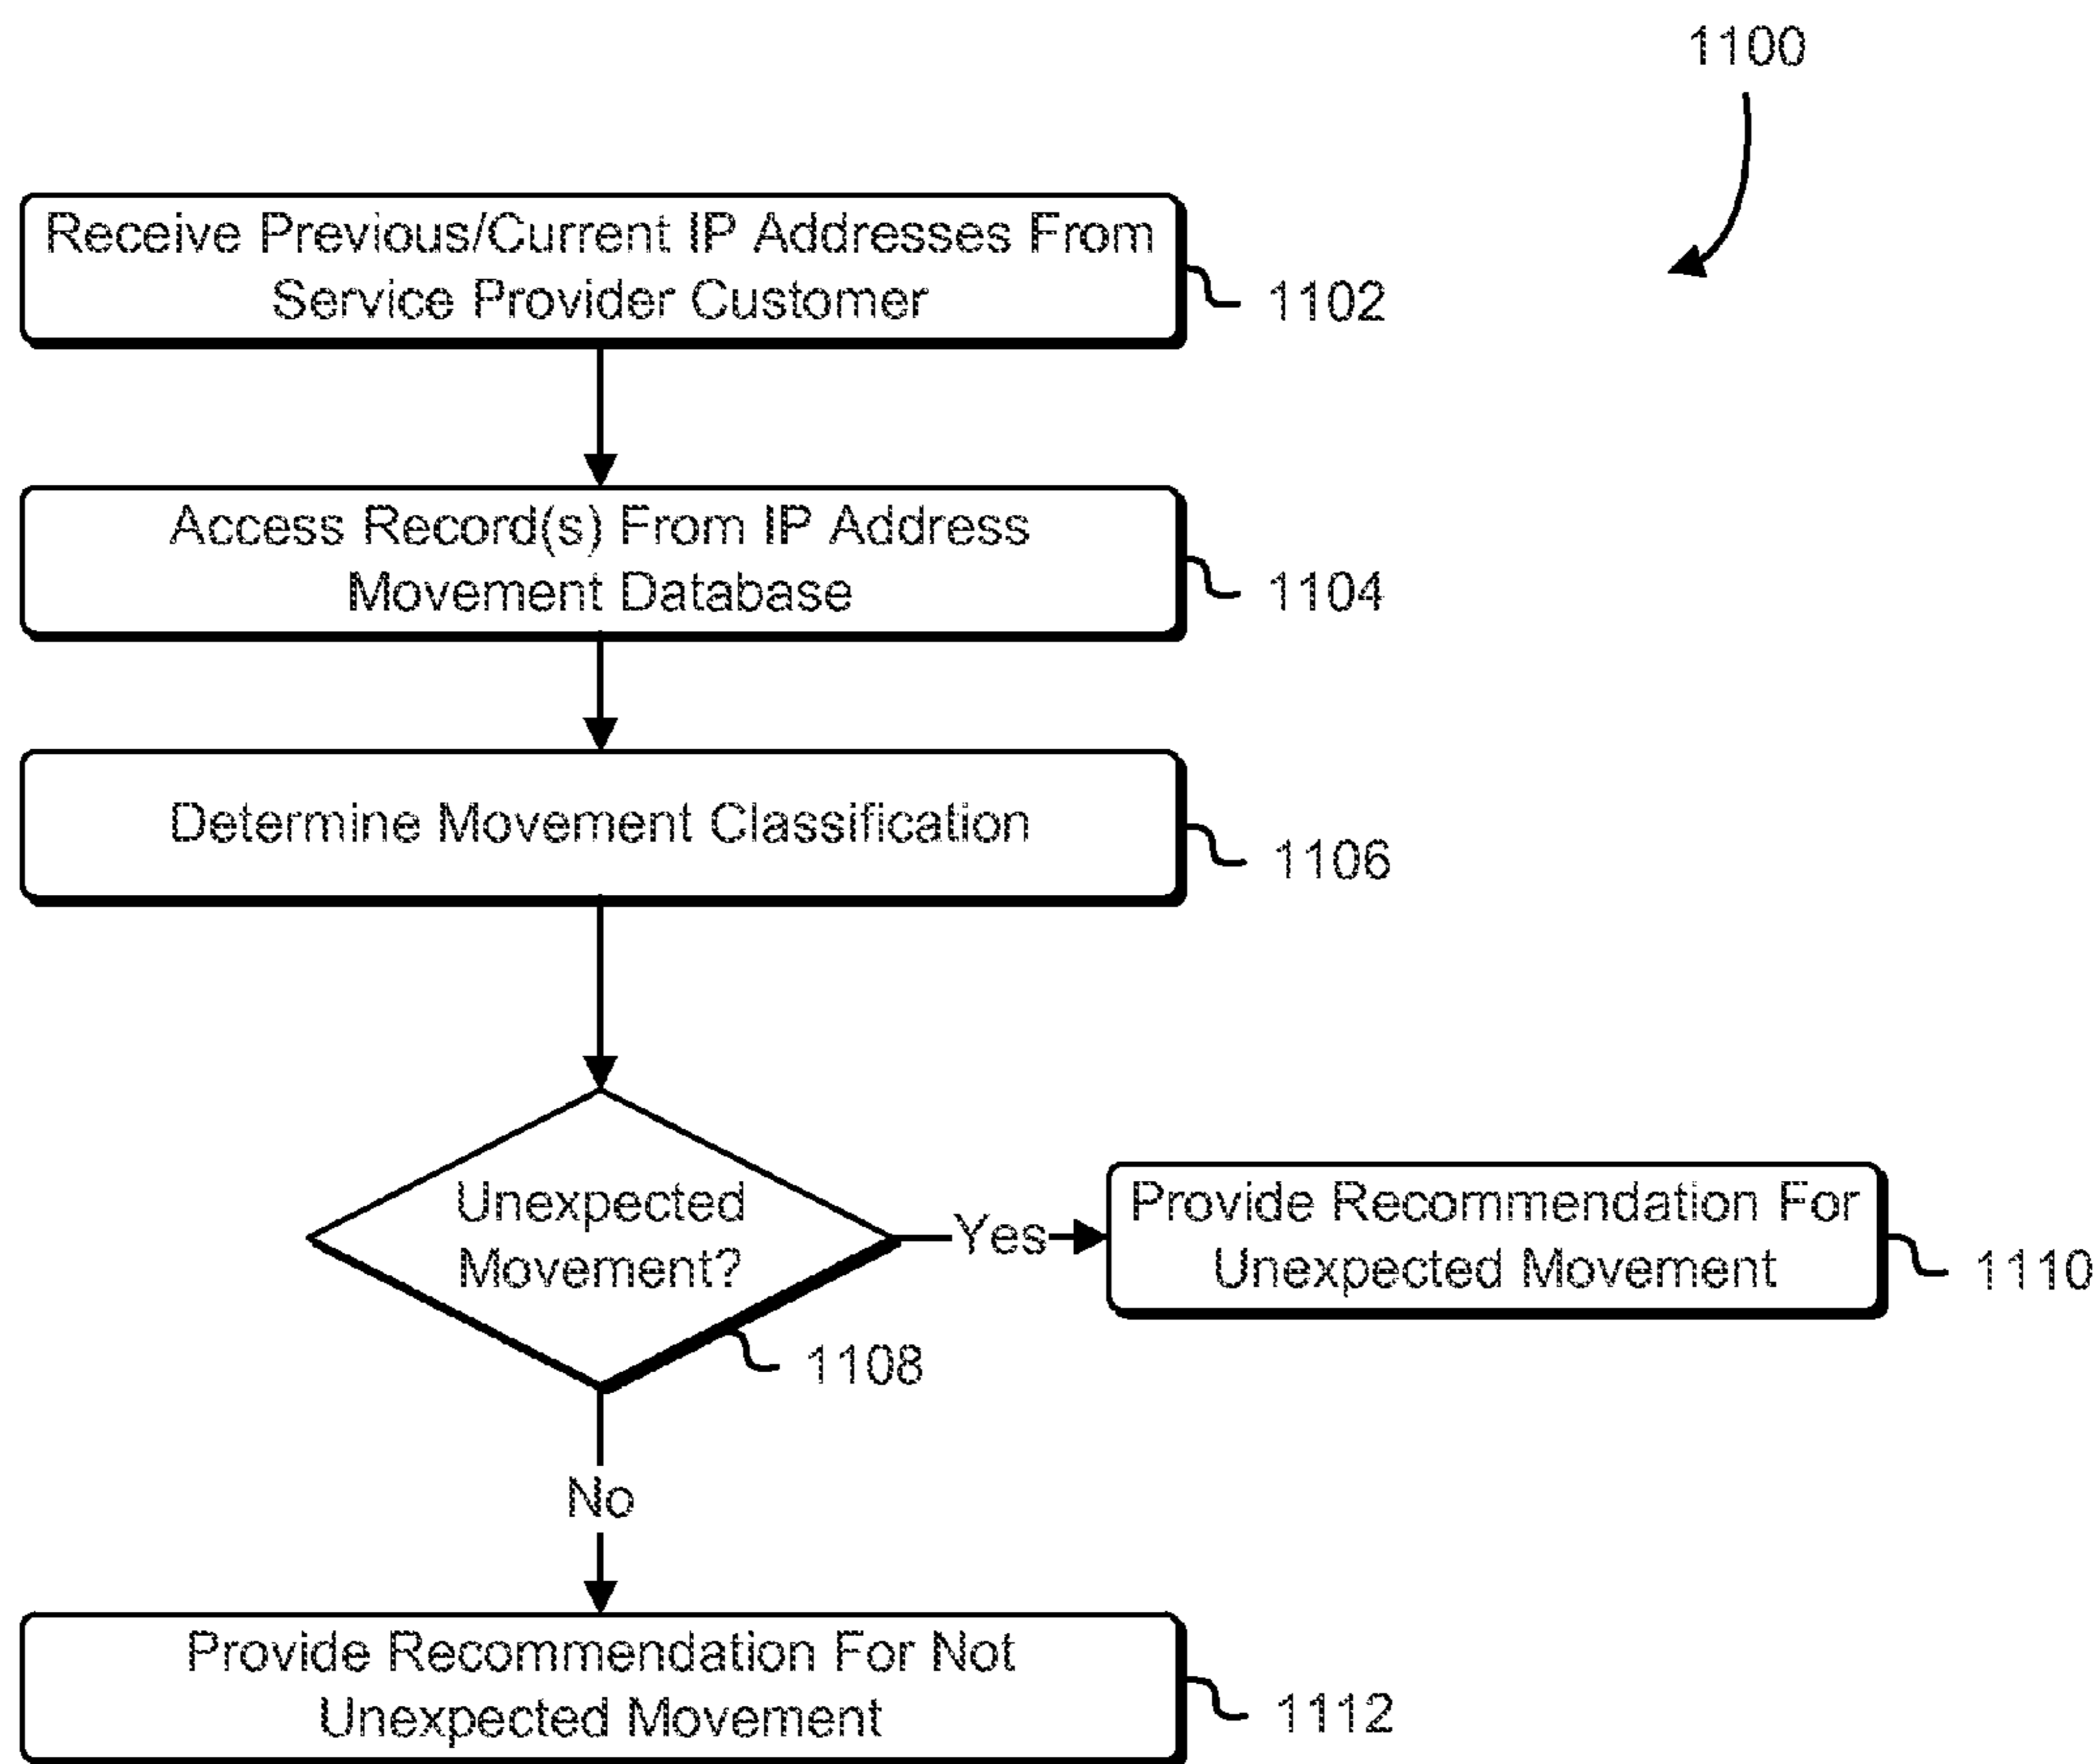 1100
Receive Previous/Current IP Addresses From
Service Provider Customer
1102
Access Record(s) From IP Address
Movement Database
1104
Determine Movement Classification
1106
Unexpected
Movement?
1108
Yes
Provide Recommendation For
Unexpected Movement
1110
No
Provide Recommendation For Not
Unexpected Movement
1112